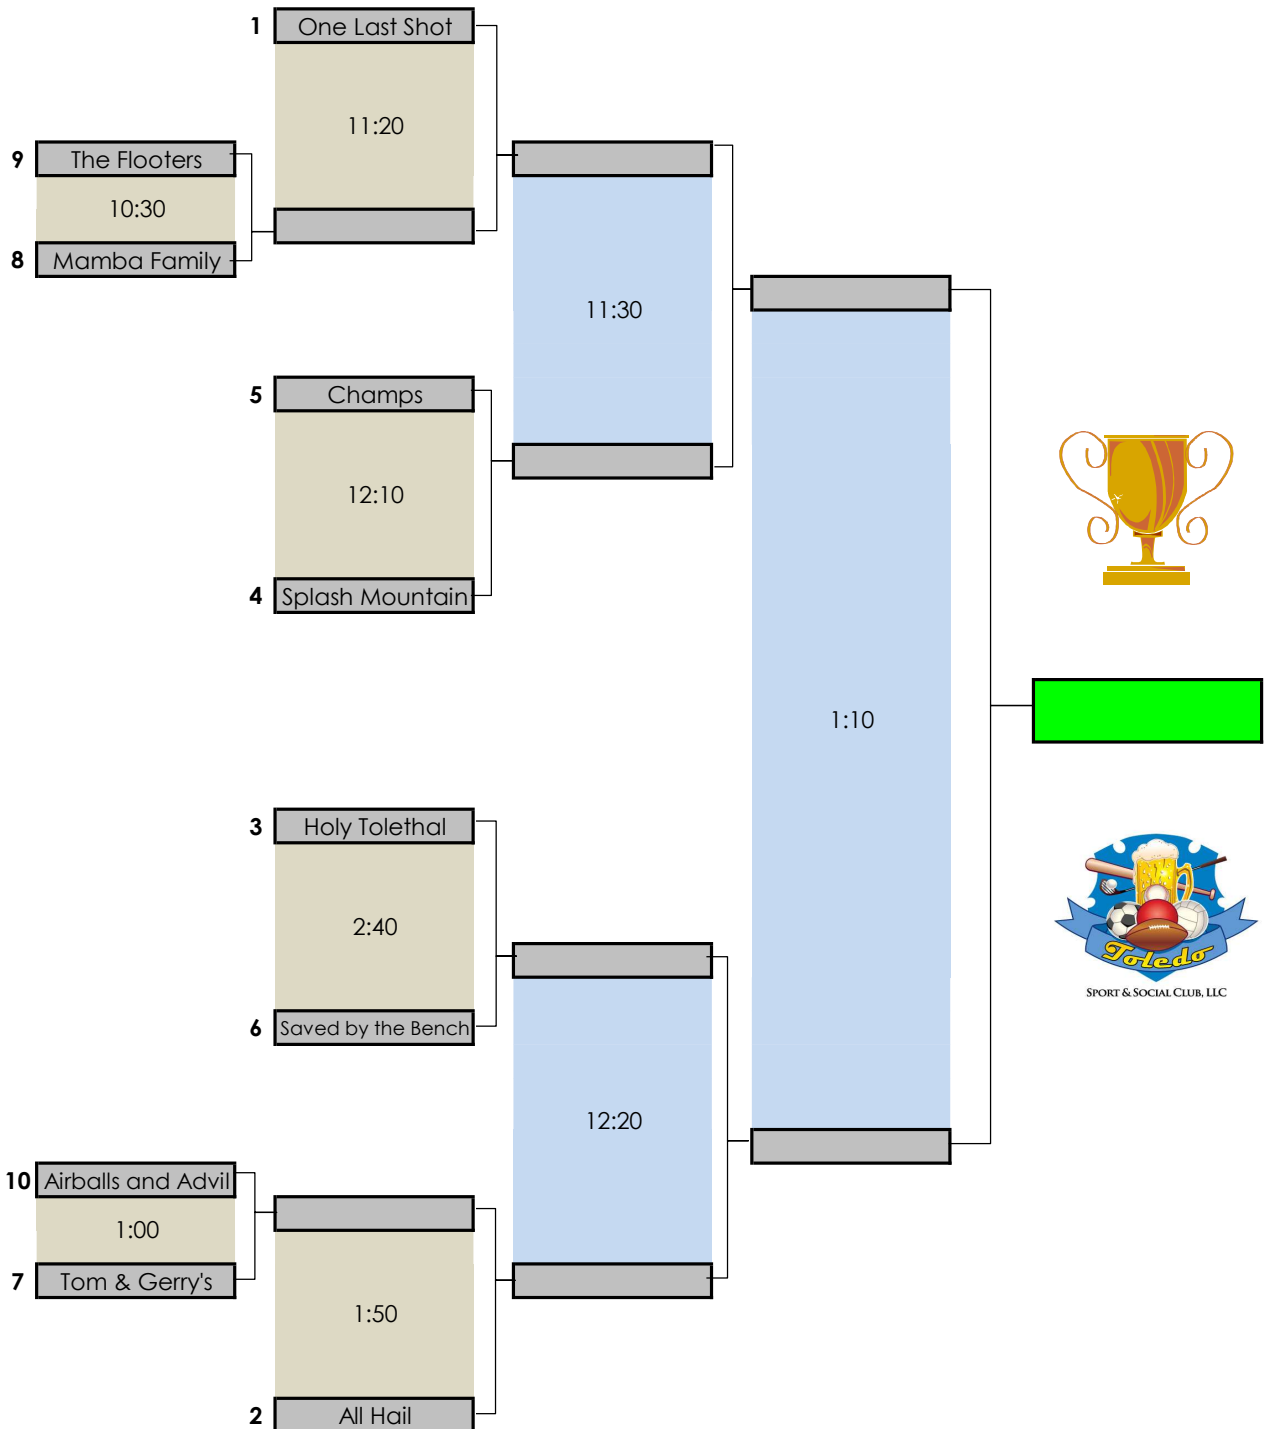 1 One Last Shot
11:20
9 The Flooters
10:30
8 Mamba Family
11:30
5 Champs
12:10
4 Splash Mountain
1:10
3 Holy Tolethal
2:40
6 Saved by the Bench
12:20
10 Airballs and Advil
1:00
7 Tom & Gerry's
1:50
2 All Hail
Toledo
SPORT & SOCIAL CLUB, LLC